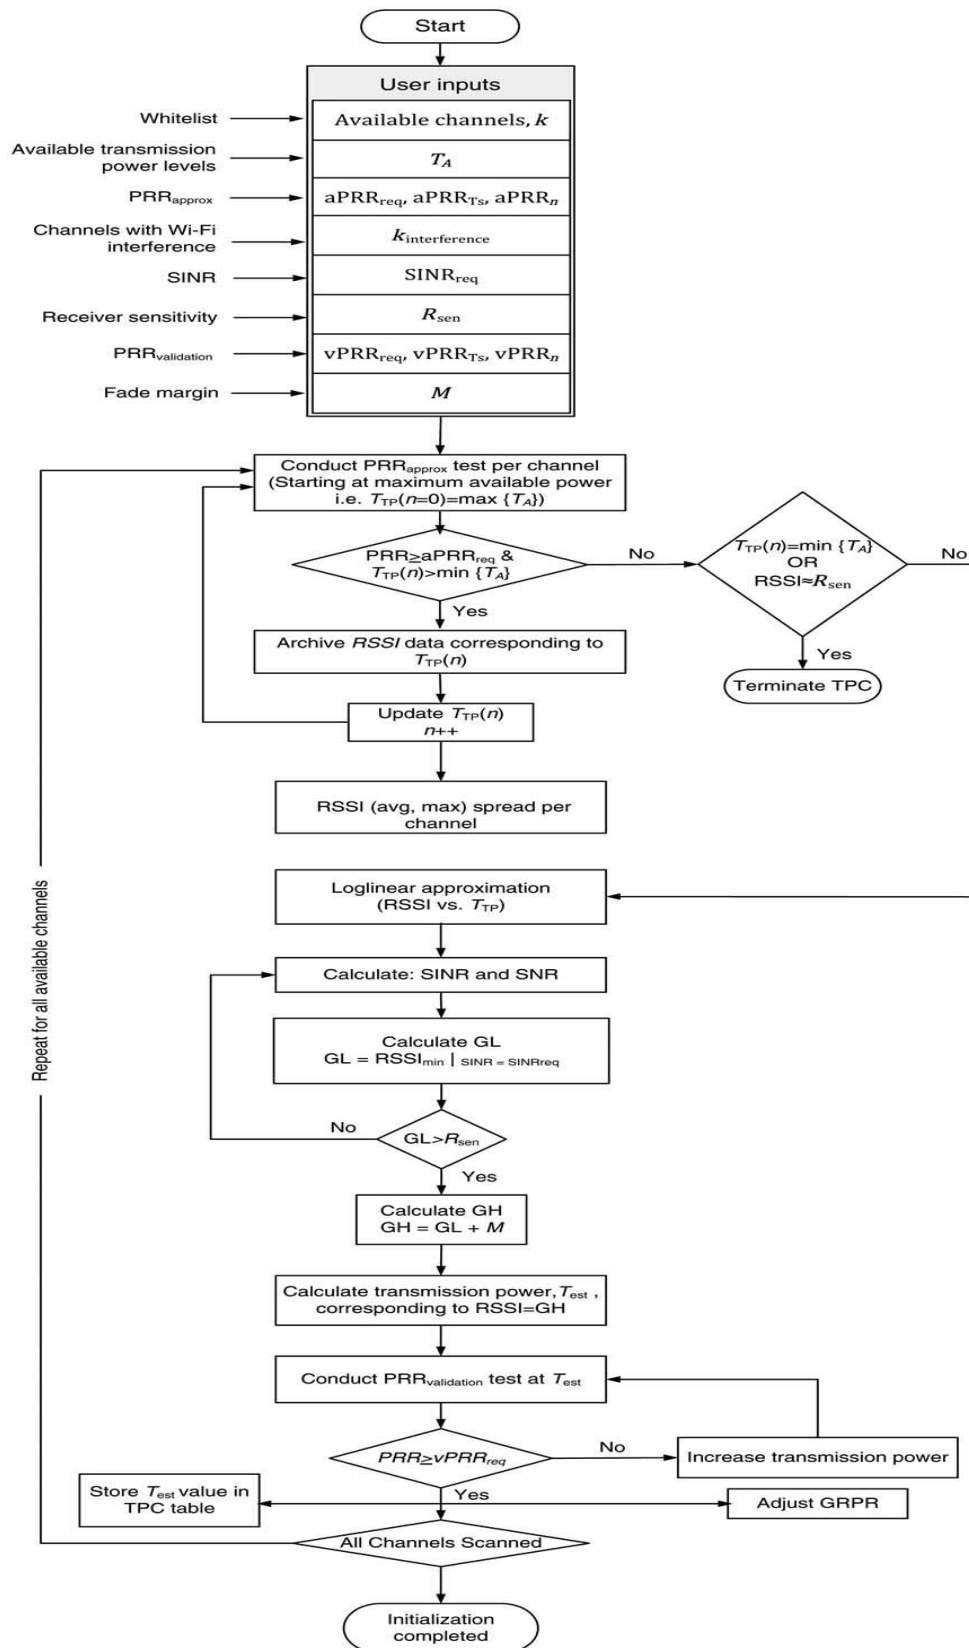 Start
User inputs
Whitelist
Available channels, k
Available transmission
power levels
T_A
PRR_approx
aPRR_req, aPRR_Ts, aPRR_n
Channels with Wi-Fi
interference
k_interference
SINR
SINR_req
Receiver sensitivity
R_sen
PRR_validation
vPRR_req, vPRR_Ts, vPRR_n
Fade margin
M
Conduct PRR_approx test per channel
(Starting at maximum available power
i.e. T_TP(n=0)=max {T_A})
PRR≥aPRR_req &
T_TP(n)>min {T_A}
No
T_TP(n)=min {T_A}
OR
RSSI≈R_sen
No
Yes
Yes
Terminate TPC
Archive RSSI data corresponding to
T_TP(n)
Update T_TP(n)
n++
RSSI (avg, max) spread per
channel
Repeat for all available channels
Loglinear approximation
(RSSI vs. T_TP)
Calculate: SINR and SNR
Calculate GL
GL = RSSI_min | SINR = SINRreq
No
GL>R_sen
Yes
Calculate GH
GH = GL + M
Calculate transmission power,T_est ,
corresponding to RSSI=GH
Conduct PRR_validation test at T_est
PRR≥vPRR_req
No
Increase transmission power
Yes
Store T_est value in
TPC table
Adjust GRPR
All Channels Scanned
Initialization
completed